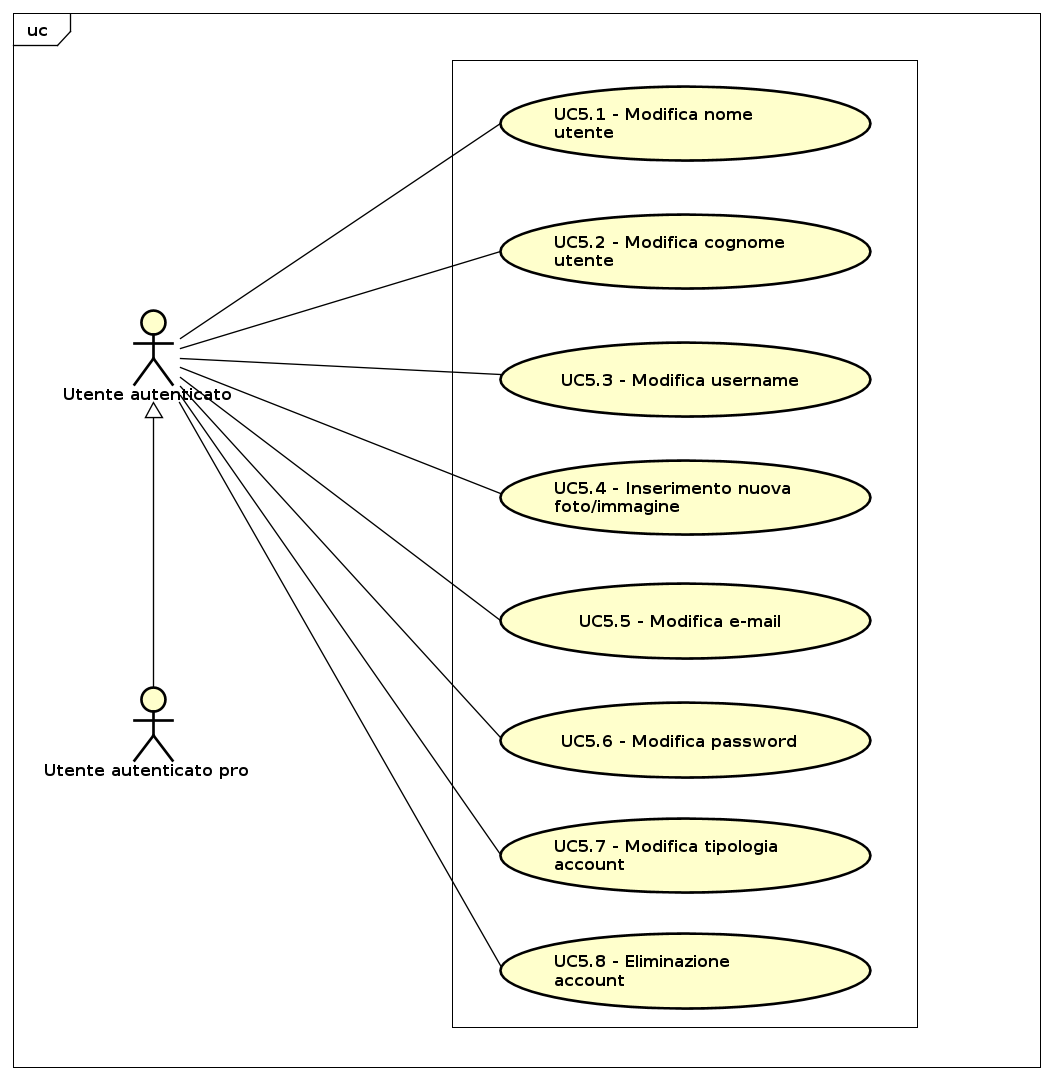 uc
UC5.1 - Modifica nome
utente
UC5.2 - Modifica cognome
utente
UC5.3 - Modifica username
Utente autenticato
UC5.4 - Inserimento nuova
foto/immagine
UC5.5 - Modifica e-mail
UC5.6 - Modifica password
Utente autenticato pro
UC5.7 - Modifica tipologia
account
UC5.8 - Eliminazione
account